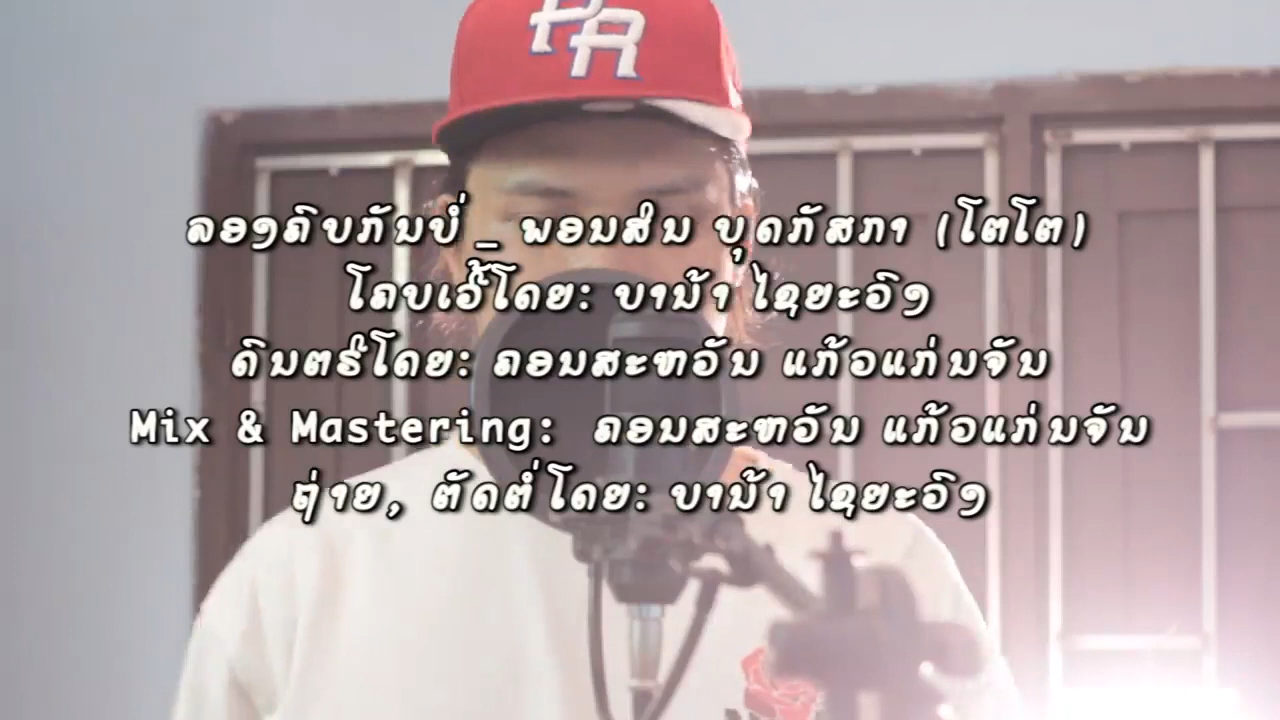 PR
ລອງຄົບກັນບໍ່ _ ພອນສິນ ບຸດກັສກາ (ໂຕໂຕ)
ໂຄບເວີ້ໂດຍ: ບານ້າ ໄຊຍະວົງ
ດົນຕຣີໂດຍ: ຄອນສະຫວັນ ແກ້ວແກ່ນຈັນ
Mix & Mastering: ຄອນສະຫວັນ ແກ້ວແກ່ນຈັນ
ຖ່າຍ, ຕັດຕໍ່ໂດຍ: ບານ້າ ໄຊຍະວົງ